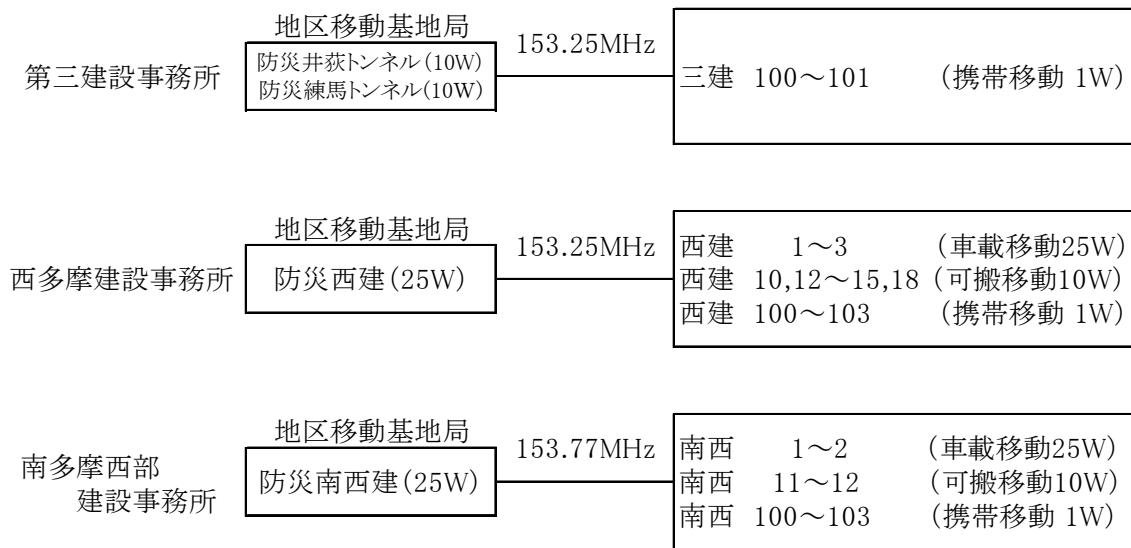 地区移動基地局
153.25MHz
第三建設事務所
防災井荻トンネル(10W)
防災練馬トンネル(10W)
三建 100～101 (携帯移動 1W)
地区移動基地局
153.25MHz
西多摩建設事務所
防災西建(25W)
西建 1～3 (車載移動25W)
西建 10,12～15,18 (可搬移動10W)
西建 100～103 (携帯移動 1W)
地区移動基地局
153.77MHz
南多摩西部
建設事務所
防災南西建(25W)
南西 1～2 (車載移動25W)
南西 11～12 (可搬移動10W)
南西 100～103 (携帯移動 1W)